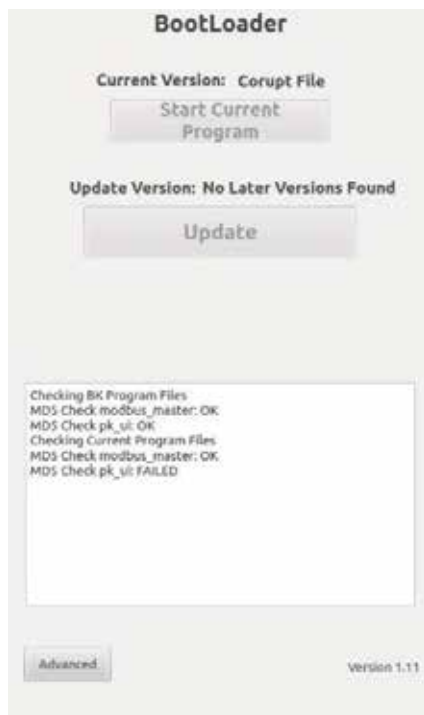 BootLoader
Current Version: Corupt File
Start Current
Program
Update Version: No Later Versions Found
Update
Checking BK Program Files
MD5 Check modbus_master: OK
MD5 Check pk_ui: OK
Checking Current Program Files
MD5 Check modbus_master: OK
MD5 Check pk_ui: FAILED
Advanced
Version 1.11